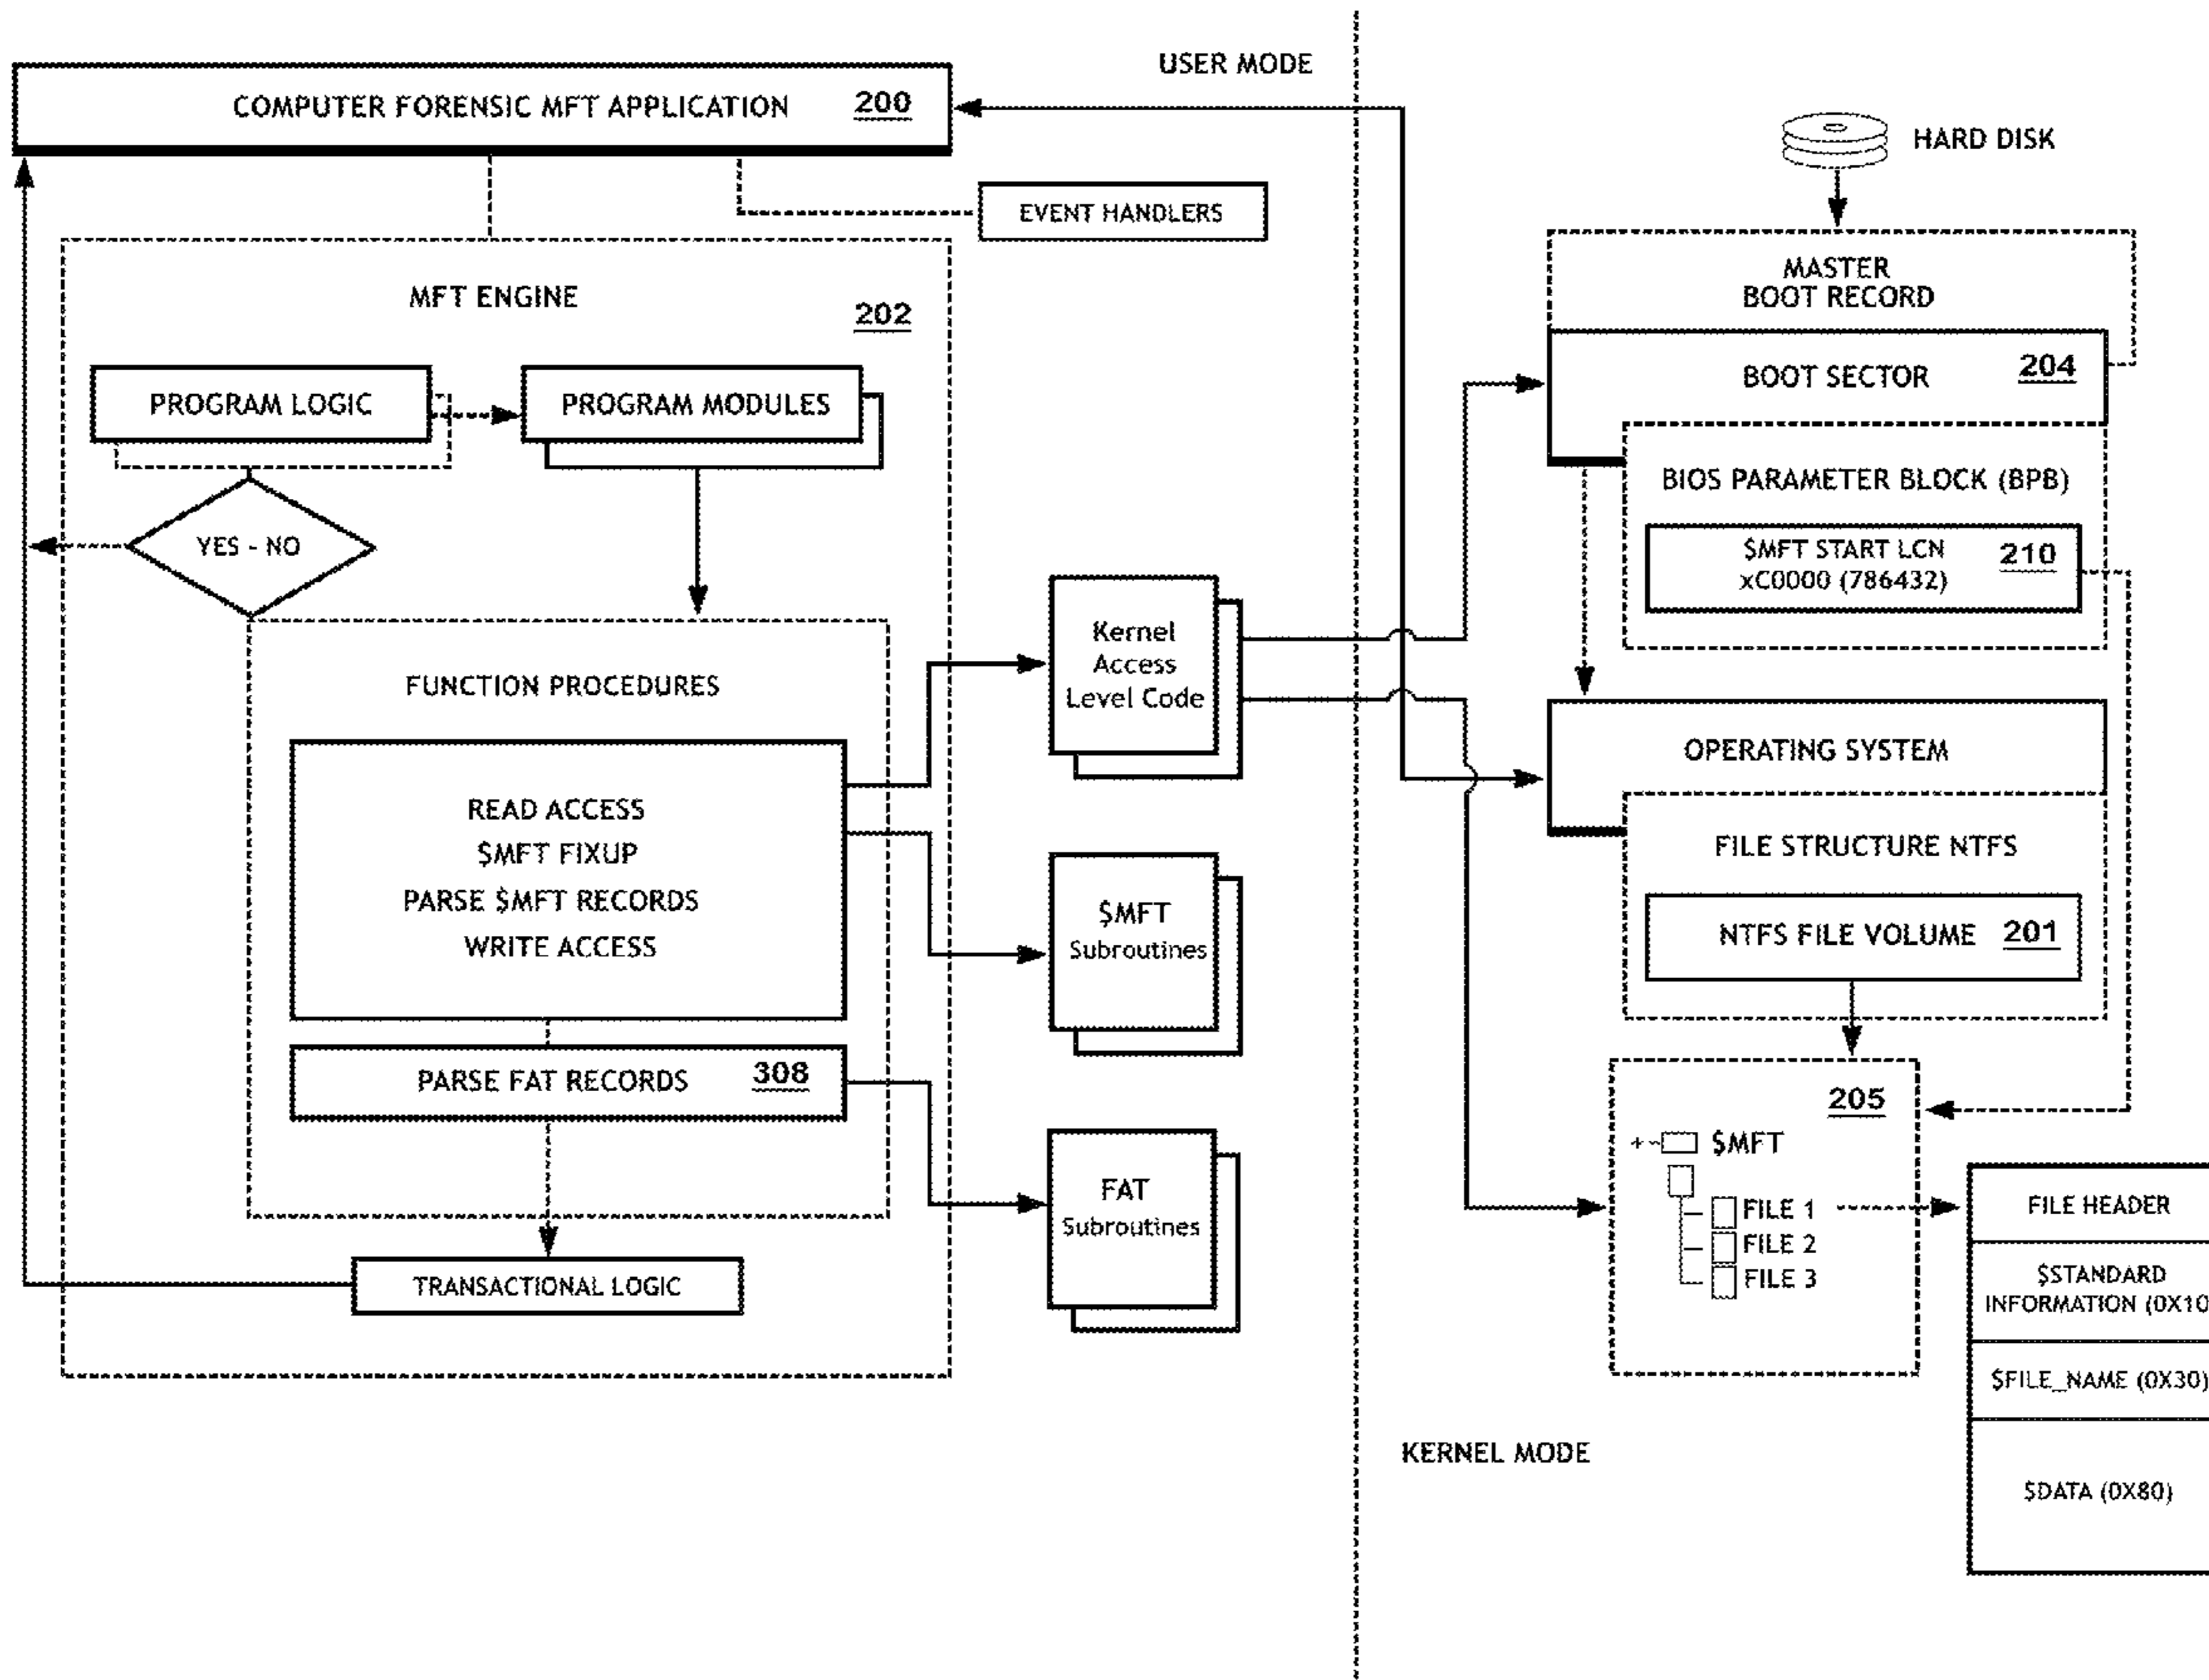 USER MODE
COMPUTER FORENSIC MFT APPLICATION 200
HARD DISK
EVENT HANDLERS
MFT ENGINE
202
PROGRAM LOGIC
PROGRAM MODULES
YES - NO
FUNCTION PROCEDURES
READ ACCESS
$MFT FIXUP
PARSE $MFT RECORDS
WRITE ACCESS
PARSE FAT RECORDS 308
TRANSACTIONAL LOGIC
Kernel
Access
Level Code
$MFT
Subroutines
FAT
Subroutines
MASTER
BOOT RECORD
BOOT SECTOR 204
BIOS PARAMETER BLOCK (BPB)
$MFT START LCN 210
xC0000 (786432)
OPERATING SYSTEM
FILE STRUCTURE NTFS
NTFS FILE VOLUME 201
205
$MFT
FILE 1
FILE 2
FILE 3
FILE HEADER
$STANDARD
INFORMATION (0X10
$FILE_NAME (0X30)
$DATA (0X80)
KERNEL MODE